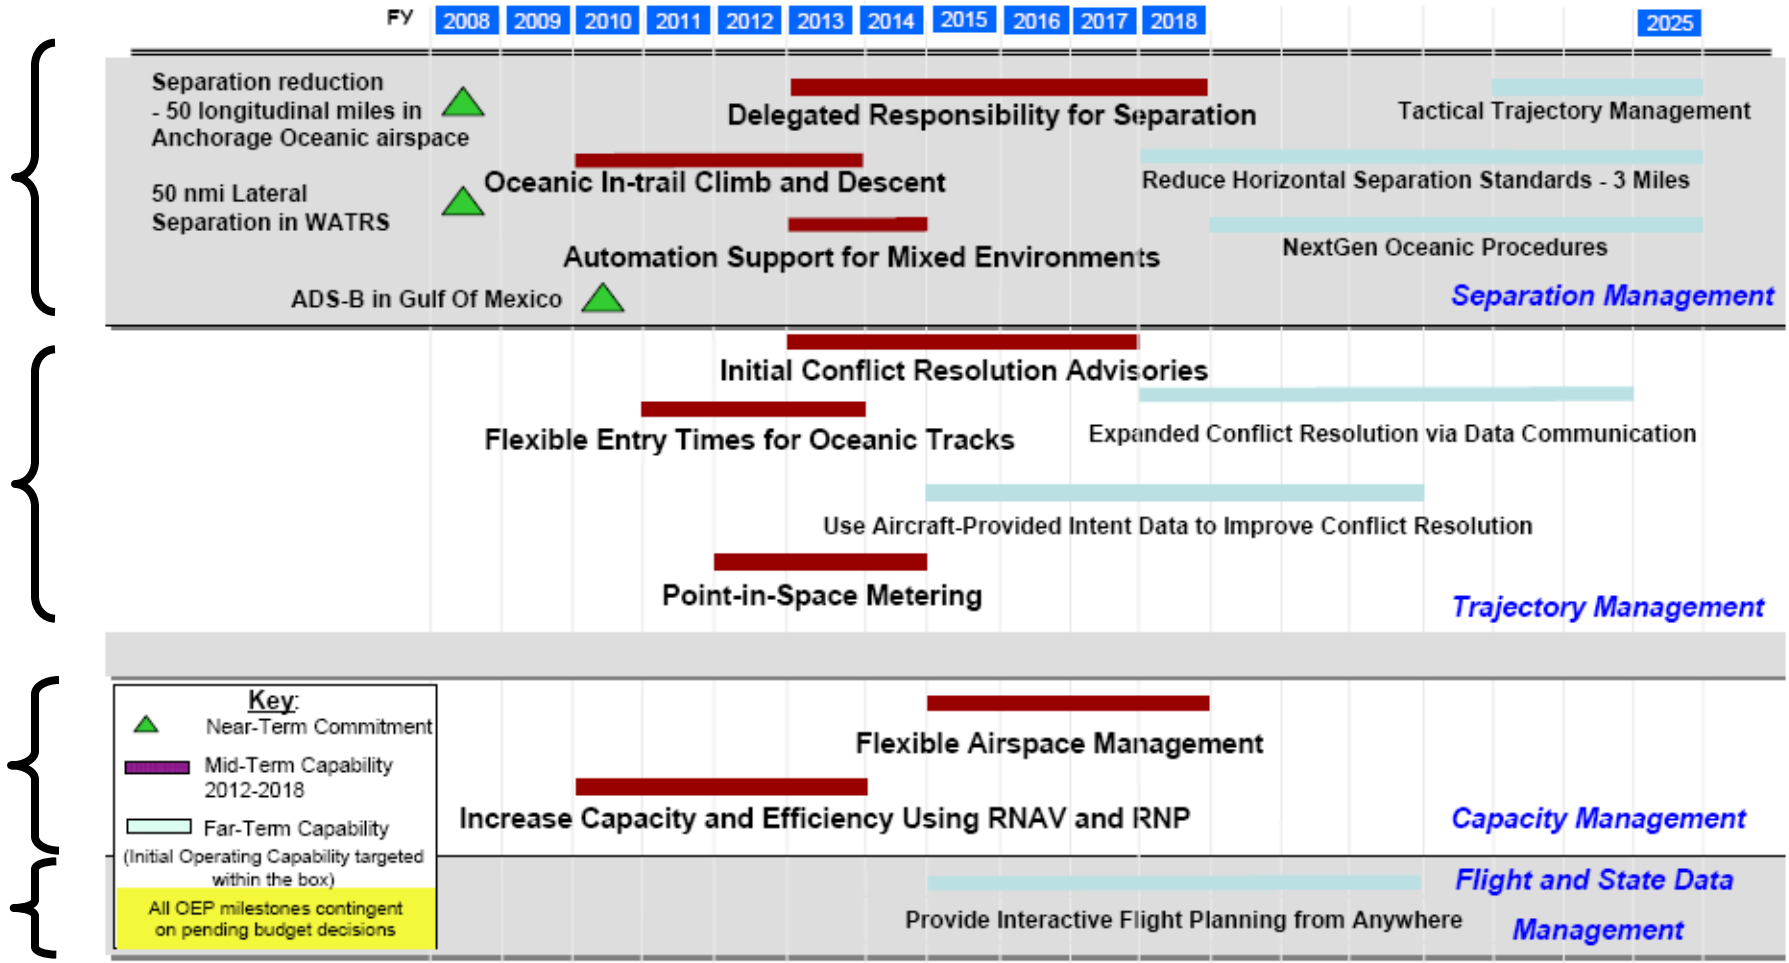 FY 2008 2009 2010 2011 2012 2013 2014 2015 2016 2017 2018 2025
Separation reduction
- 50 longitudinal miles in
Anchorage Oceanic airspace
Delegated Responsibility for Separation
Tactical Trajectory Management
Oceanic In-trail Climb and Descent
Reduce Horizontal Separation Standards - 3 Miles
50 nmi Lateral
Separation in WATRS
Automation Support for Mixed Environments
NextGen Oceanic Procedures
ADS-B in Gulf Of Mexico
Separation Management
Initial Conflict Resolution Advisories
Flexible Entry Times for Oceanic Tracks
Expanded Conflict Resolution via Data Communication
Use Aircraft-Provided Intent Data to Improve Conflict Resolution
Point-in-Space Metering
Trajectory Management
Key:
Near-Term Commitment
Mid-Term Capability
2012-2018
Far-Term Capability
(Initial Operating Capability targeted
within the box)
All OEP milestones contingent
on pending budget decisions
Flexible Airspace Management
Increase Capacity and Efficiency Using RNAV and RNP
Capacity Management
Provide Interactive Flight Planning from Anywhere
Flight and State Data
Management